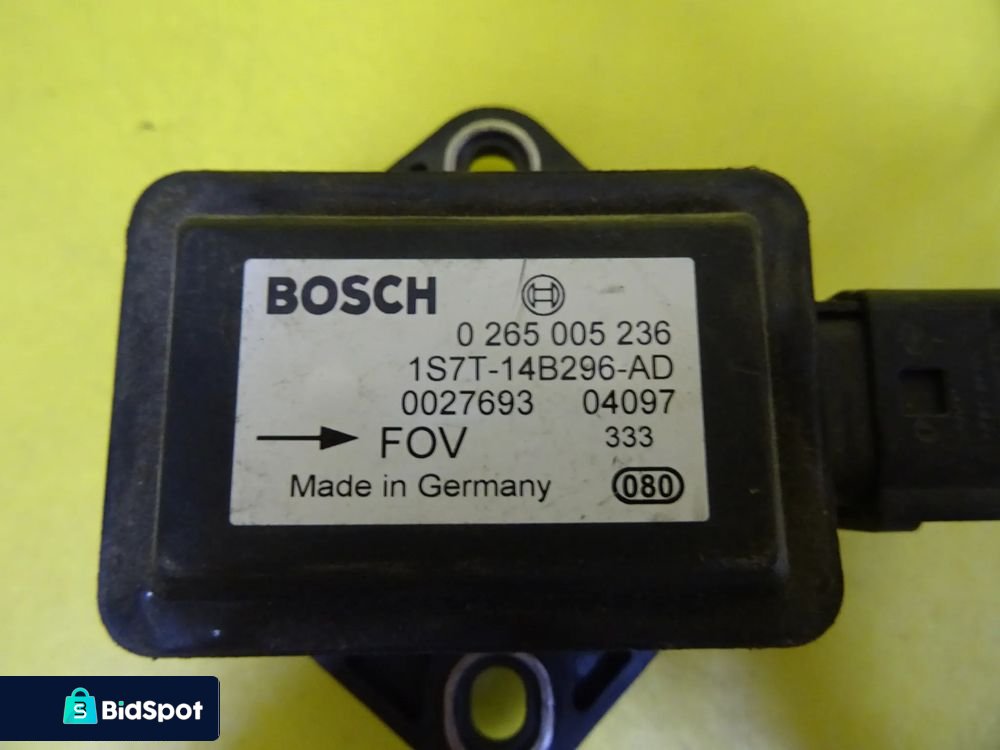 BOSCH
0 265 005 236
1S7T-14B296-AD
0027693 04097
FOV 333
Made in Germany 080
BidSpot